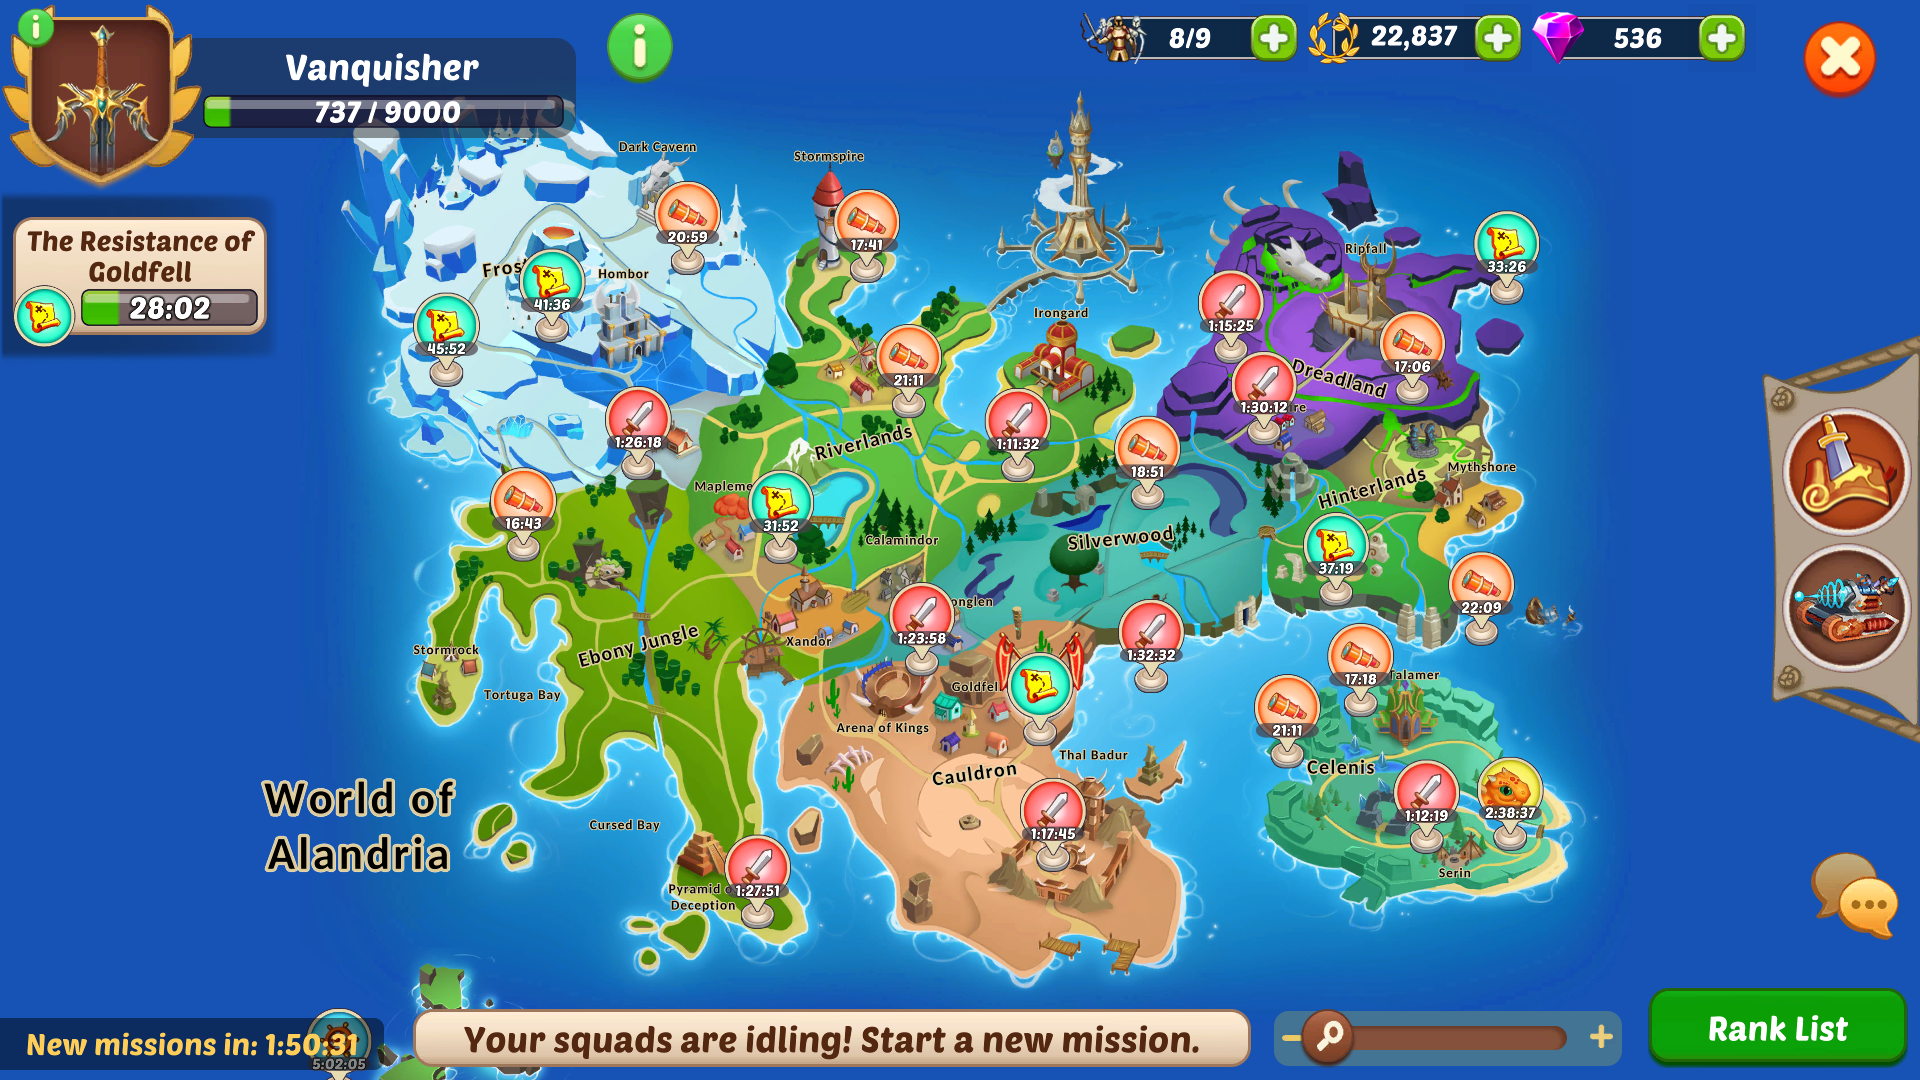 Vanquisher
737 / 9000
8/9
22,837
536
The Resistance of
Goldfell
28:02
Dark Cavern
Stormspire
20:59
17:41
Ripfall
33:26
Hombor
41:36
45:52
Irongard
1:15:25
17:06
Dreadland
21:11
1:30:12
1:26:18
1:11:32
Riverlands
18:51
Mythshore
Hinterlands
16:43
31:52
Calamindor
Silverwood
37:19
22:09
1:23:58
1:32:32
Ebony Jungle
Xandor
Stormrock
Tortuga Bay
17:18
21:11
Arena of Kings
Thal Badur
Cauldron
Celenis
World of
Alandria
Cursed Bay
1:17:45
1:12:19
2:38:37
Serin
Pyramid
Deception
1:27:51
New missions in: 1:50:31
5:02:05
Your squads are idling! Start a new mission.
Rank List